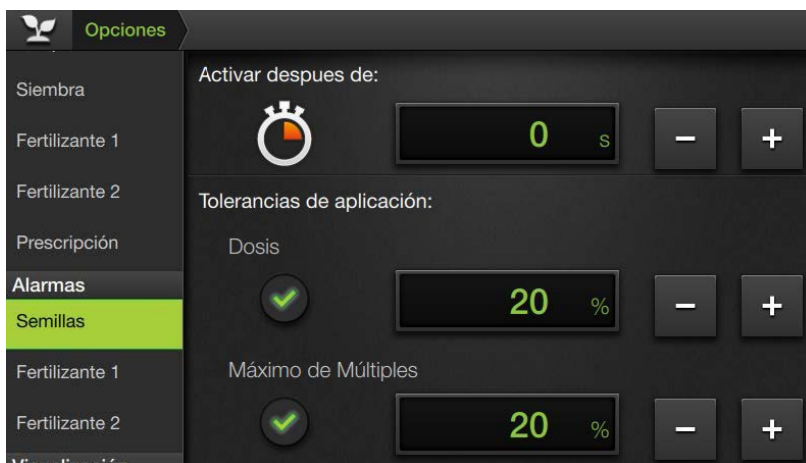 Opciones
Siembra
Fertilizante 1
Fertilizante 2
Prescripción
Alarmas
Semillas
Fertilizante 1
Fertilizante 2
Activar despues de:
0 s
Tolerancias de aplicación:
Dosis
20 %
Máximo de Múltiples
20 %